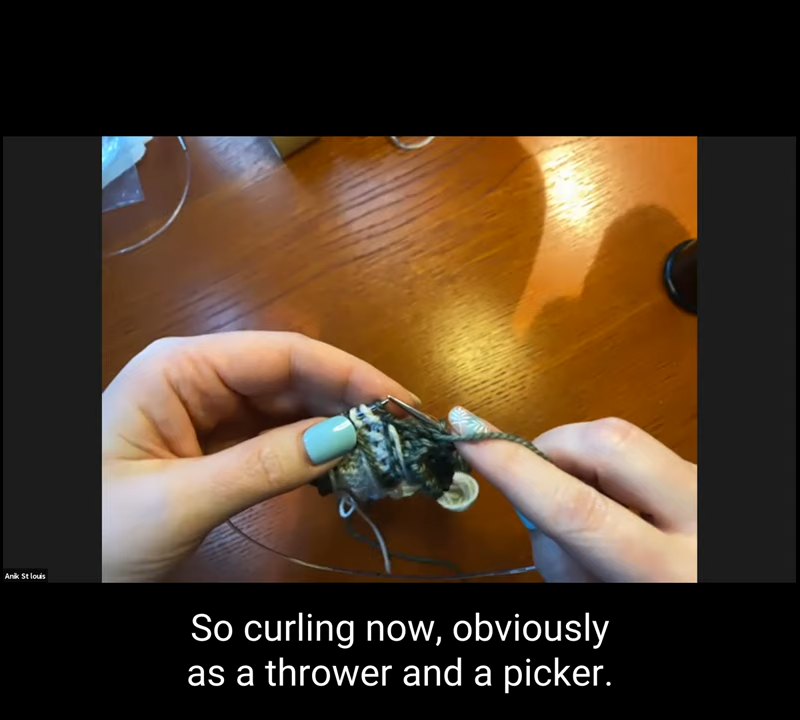 Anik St louis
So curling now, obviously
as a thrower and a picker.